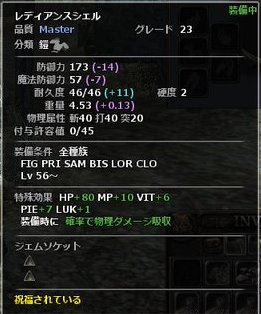 装備中
レディアンスシェル
品質 Master グレード 23
分類 鎧
防御力 173 (-14)
魔法防御力 57 (-7)
耐久度 46/46 (+11) 硬度 2
重量 4.53 (+0.13)
物理属性 斬40 打40 突20
付与許容値 0/45
装備条件 全種族
FIG PRI SAM BIS LOR CLO
Lv 56～
特殊効果 HP+80 MP+10 VIT+6
PIE+7 LUK+1
装備時に 確率で物理ダメージ吸収
ジェムソケット
祝福されている